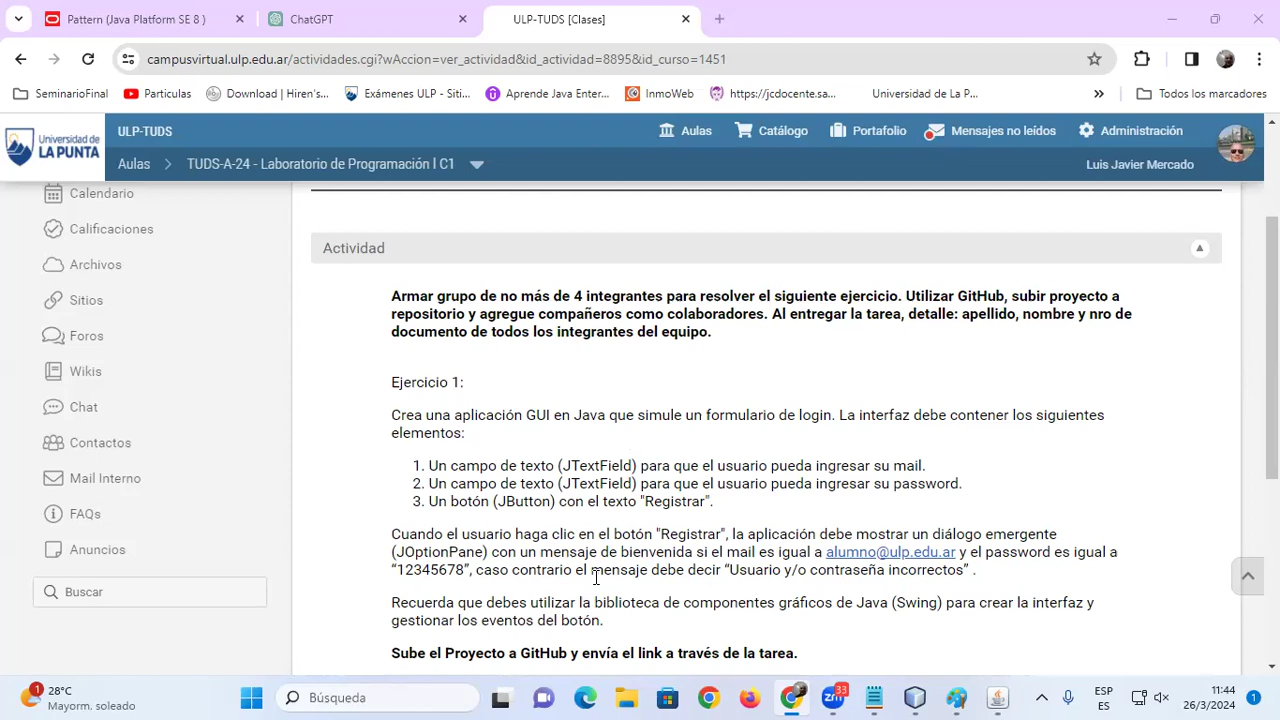 Pattern (Java Platform SE 8 )
ChatGPT
ULP-TUDS [Clases]
campusvirtual.ulp.edu.ar/actividades.cgi?wAccion=ver_actividad&id_actividad=8895&id_curso=1451
SeminarioFinal
Particulas
Download | Hiren's...
Exámenes ULP - Siti...
Aprende Java Enter...
InmoWeb
https://jcdocente.sa...
Universidad de La P...
»
Todos los marcadores
Universidad de
LA PUNTA
ULP-TUDS
Aulas
Catálogo
Portafolio
Mensajes no leídos
Administración
Aulas
TUDS-A-24 - Laboratorio de Programación I C1
Luis Javier Mercado
Calendario
Calificaciones
Archivos
Sitios
Foros
Wikis
Chat
Contactos
Mail Interno
FAQs
Anuncios
Buscar
Actividad
Armar grupo de no más de 4 integrantes para resolver el siguiente ejercicio. Utilizar GitHub, subir proyecto a
repositorio y agregue compañeros como colaboradores. Al entregar la tarea, detalle: apellido, nombre y nro de
documento de todos los integrantes del equipo.
Ejercicio 1:
Crea una aplicación GUI en Java que simule un formulario de login. La interfaz debe contener los siguientes
elementos:
1. Un campo de texto (JTextField) para que el usuario pueda ingresar su mail.
2. Un campo de texto (JTextField) para que el usuario pueda ingresar su password.
3. Un botón (JButton) con el texto "Registrar".
Cuando el usuario haga clic en el botón "Registrar", la aplicación debe mostrar un diálogo emergente
(JOptionPane) con un mensaje de bienvenida si el mail es igual a alumno@ulp.edu.ar y el password es igual a
“12345678”, caso contrario el mensaje debe decir “Usuario y/o contraseña incorrectos” .
Recuerda que debes utilizar la biblioteca de componentes gráficos de Java (Swing) para crear la interfaz y
gestionar los eventos del botón.
Sube el Proyecto a GitHub y envía el link a través de la tarea.
1
28°C
Mayorm. soleado
Búsqueda
zm
33
ESP
ES
11:44
26/3/2024
1